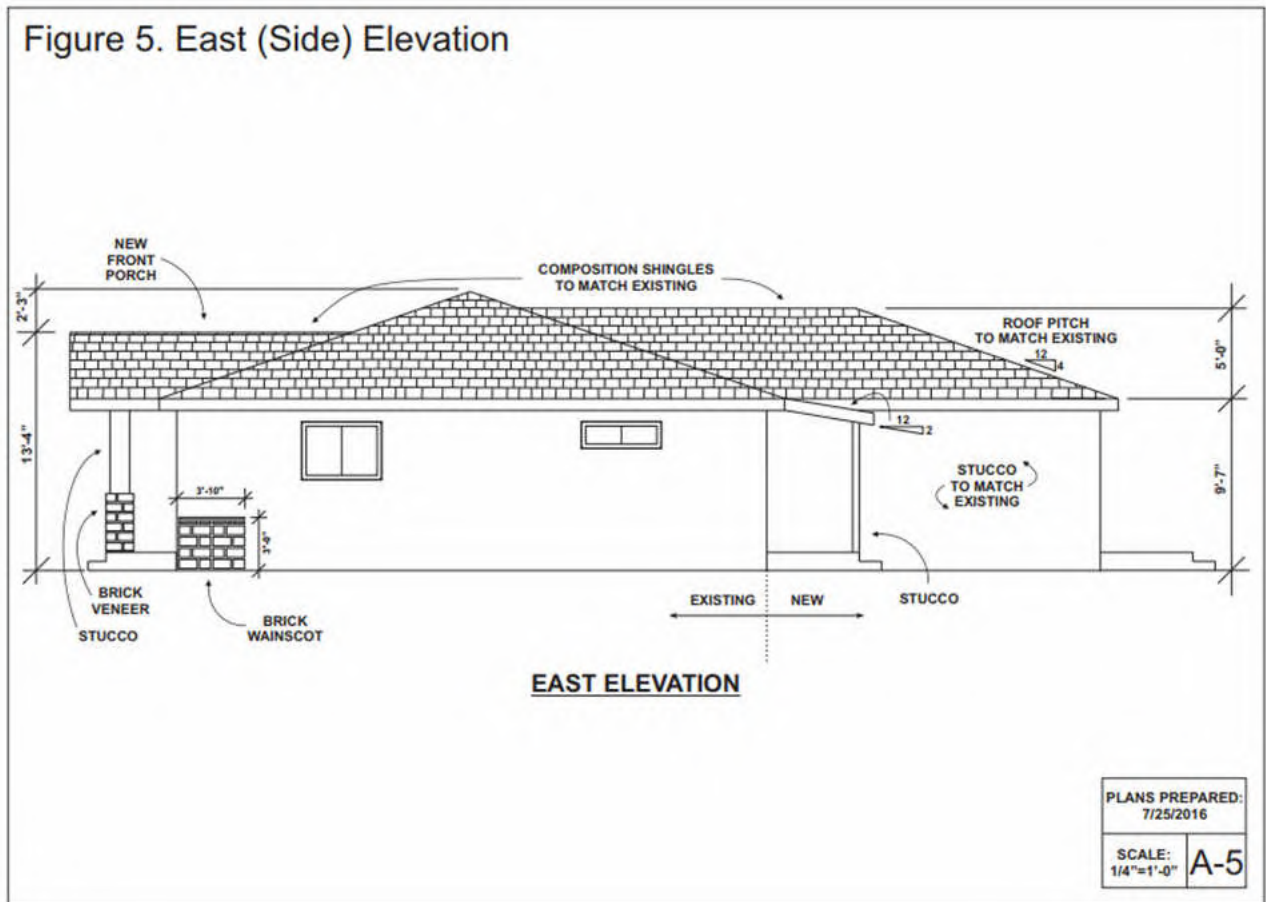 Figure 5. East (Side) Elevation
NEW
FRONT
PORCH
COMPOSITION SHINGLES
TO MATCH EXISTING
2'-3"
ROOF PITCH
TO MATCH EXISTING
12
4
5'-0"
13'-4"
12
2
3'-10"
3'-0"
STUCCO
TO MATCH
EXISTING
9'-7"
BRICK
VENEER
STUCCO
BRICK
WAINSCOT
EXISTING
NEW
STUCCO
EAST ELEVATION
PLANS PREPARED:
7/25/2016
SCALE:
1/4"=1'-0"
A-5